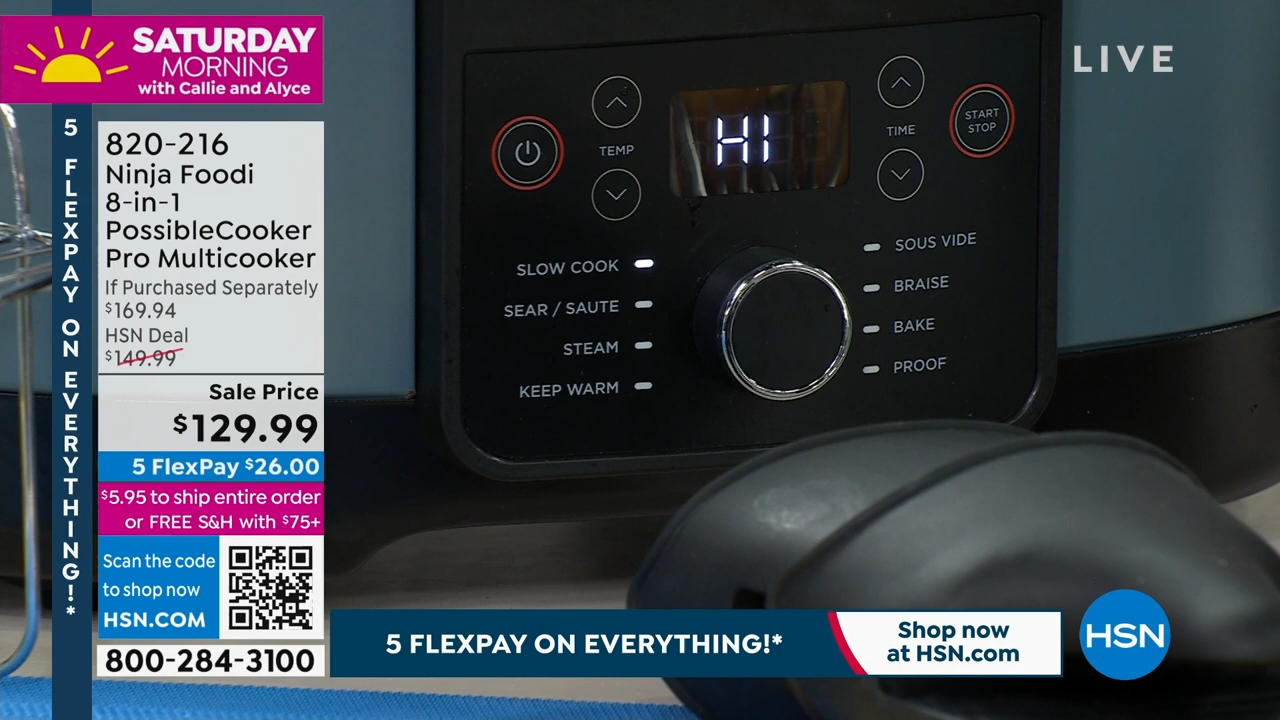 SATURDAY
MORNING
with Callie and Alyce
5 FLEXPAY ON EVERYTHING!*
820-216
Ninja Foodi
8-in-1
PossibleCooker
Pro Multicooker
If Purchased Separately
$169.94
HSN Deal
$149.99
Sale Price
$129.99
5 FlexPay $26.00
$5.95 to ship entire order
or FREE S&H with $75+
Scan the code
to shop now
HSN.COM
800-284-3100
LIVE
TEMP
HI
TIME
START
STOP
SLOW COOK
SEAR / SAUTE
STEAM
KEEP WARM
SOUS VIDE
BRAISE
BAKE
PROOF
5 FLEXPAY ON EVERYTHING!*
Shop now
at HSN.com
HSN